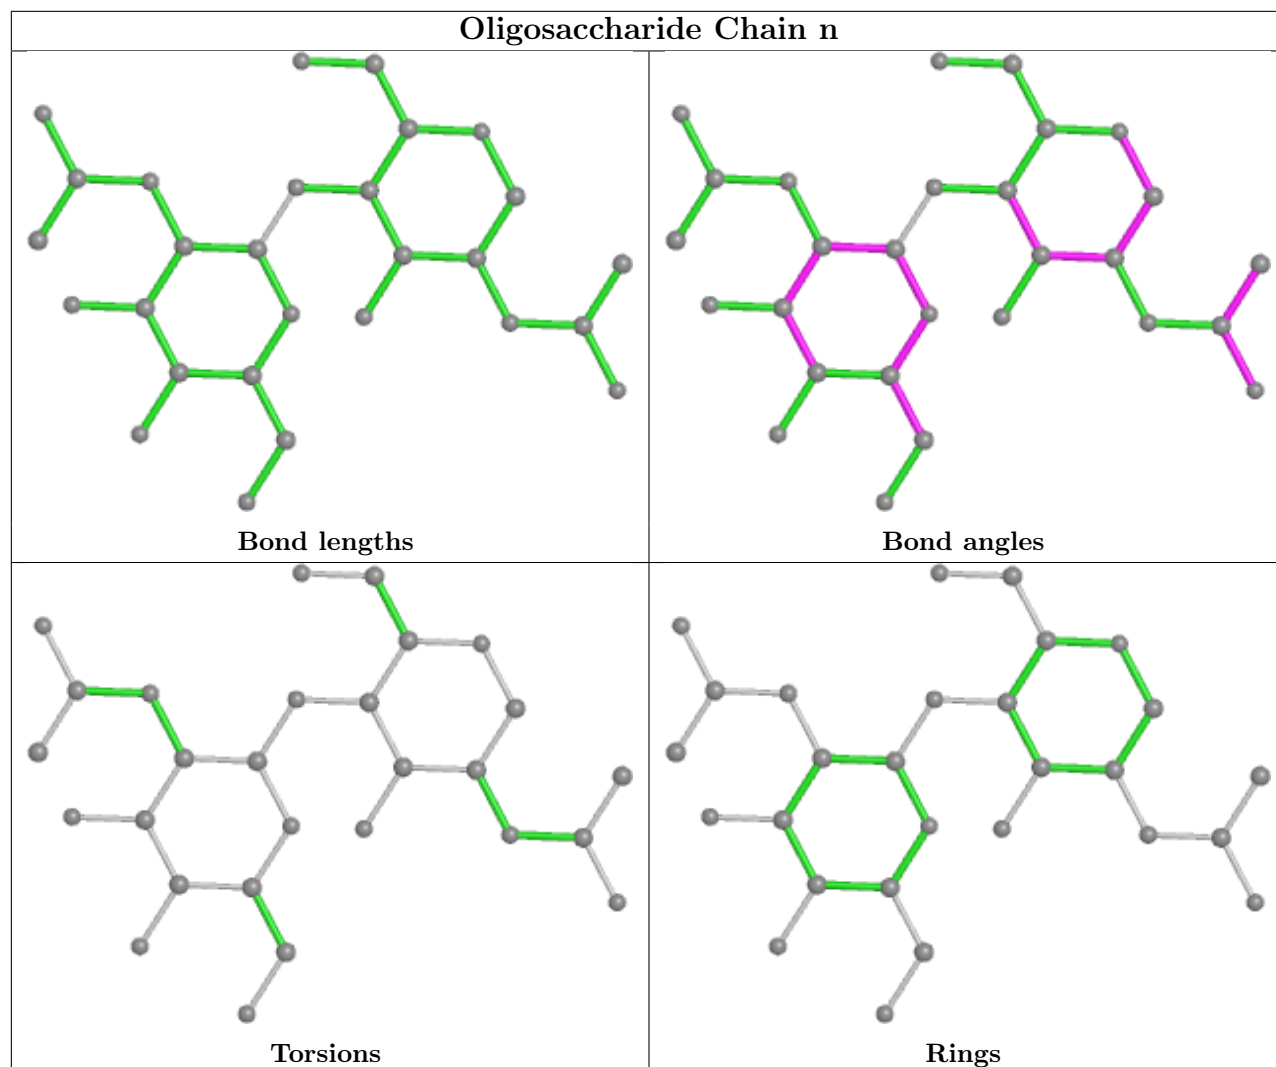 Oligosaccharide Chain n
Bond lengths
Bond angles
Torsions
Rings